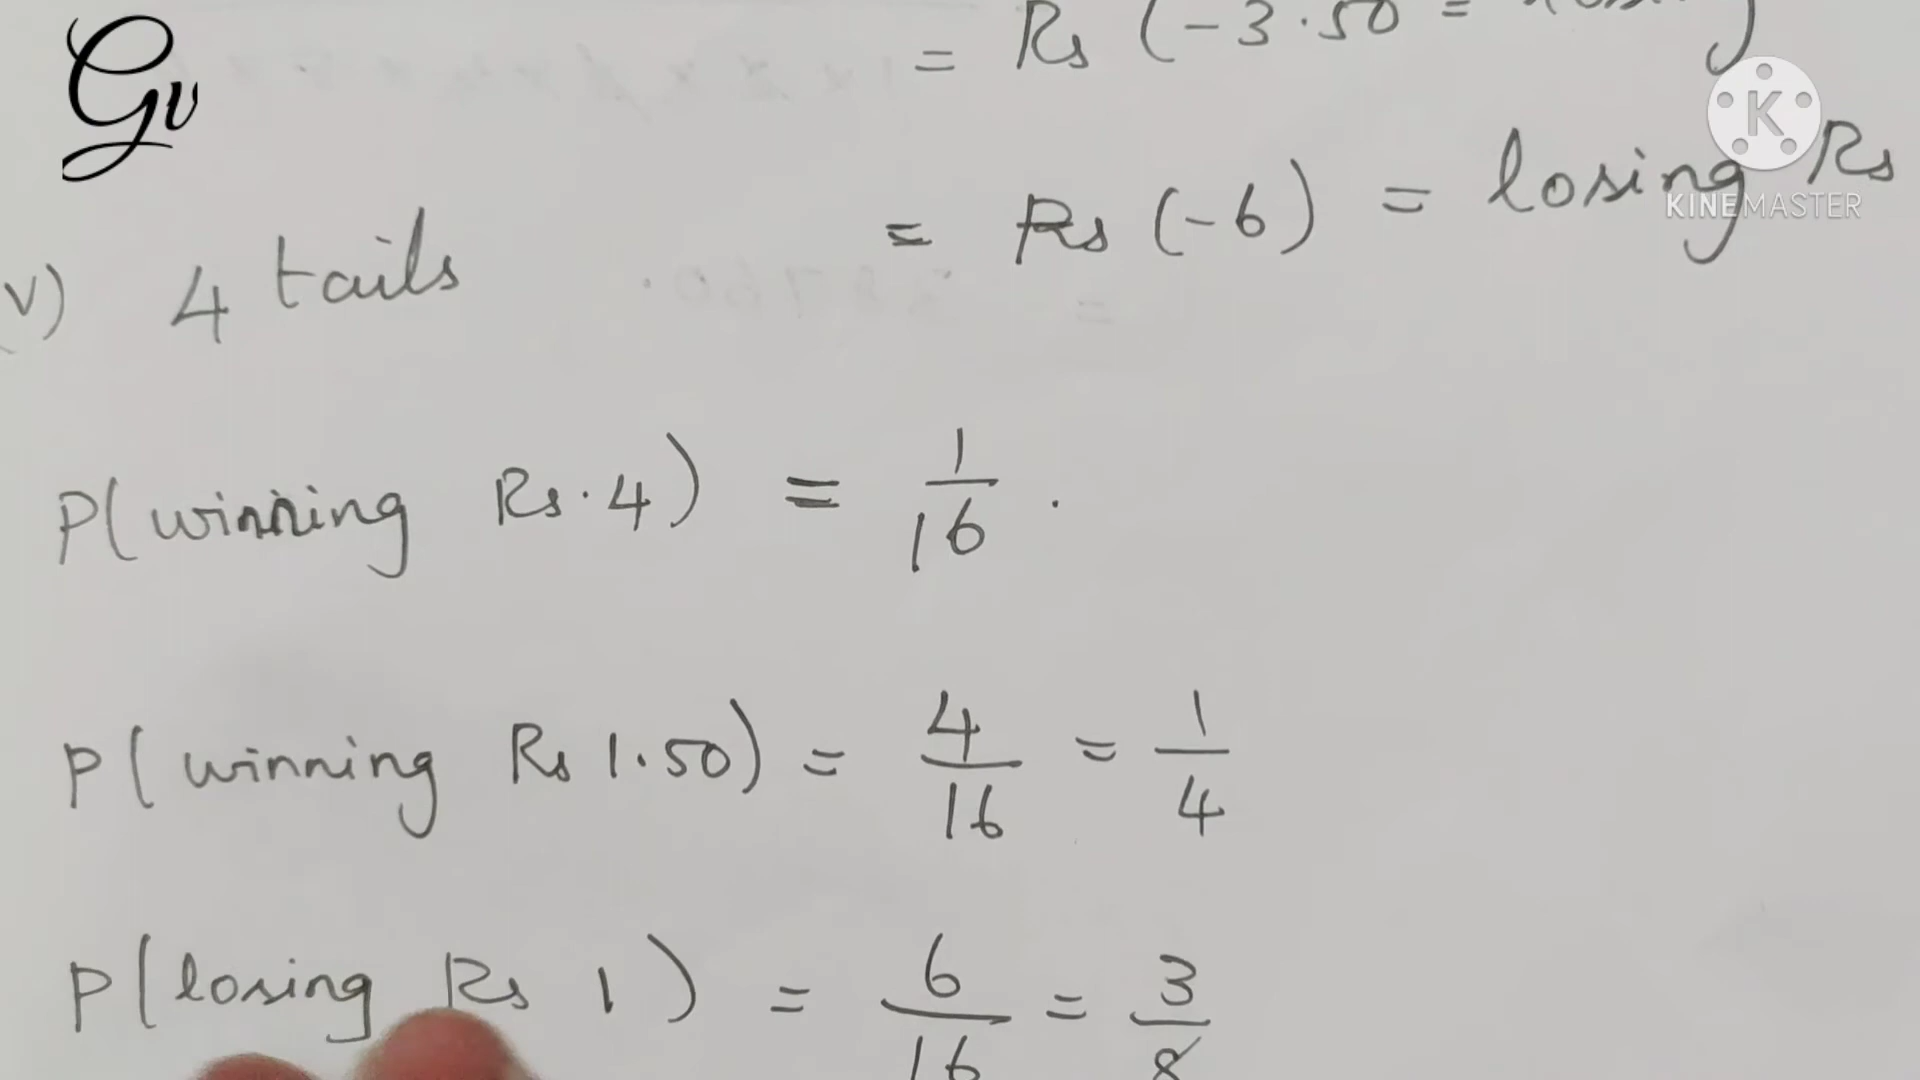 Gv
= Rs (-3.50 =
K
KINEMASTER
= Rs (-6) = losing Rs
v) 4 tails
P(winning Rs.4) = 1/16 .
P(winning Rs 1.50) = 4/16 = 1/4
P(losing Rs 1) = 6/16 = 3/8